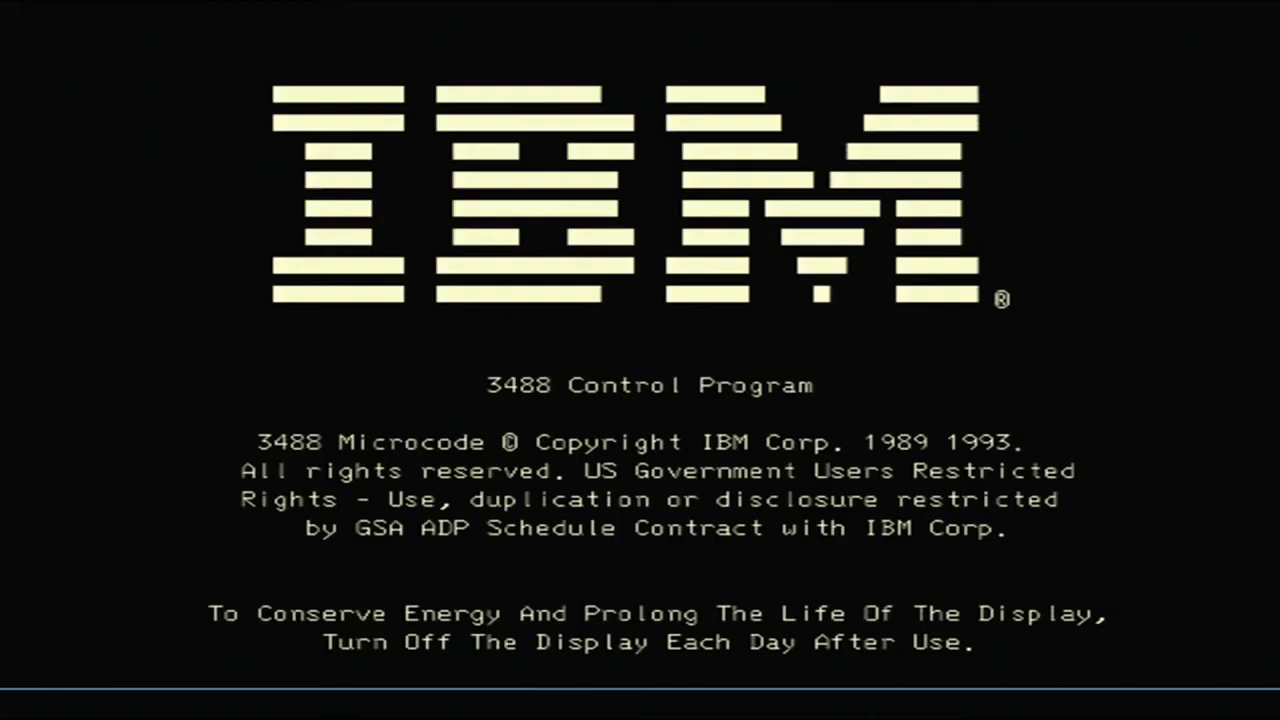 IBM®
3488 Control Program
3488 Microcode © Copyright IBM Corp. 1989 1993.
All rights reserved. US Government Users Restricted
Rights - Use, duplication or disclosure restricted
by GSA ADP Schedule Contract with IBM Corp.
To Conserve Energy And Prolong The Life Of The Display,
Turn Off The Display Each Day After Use.